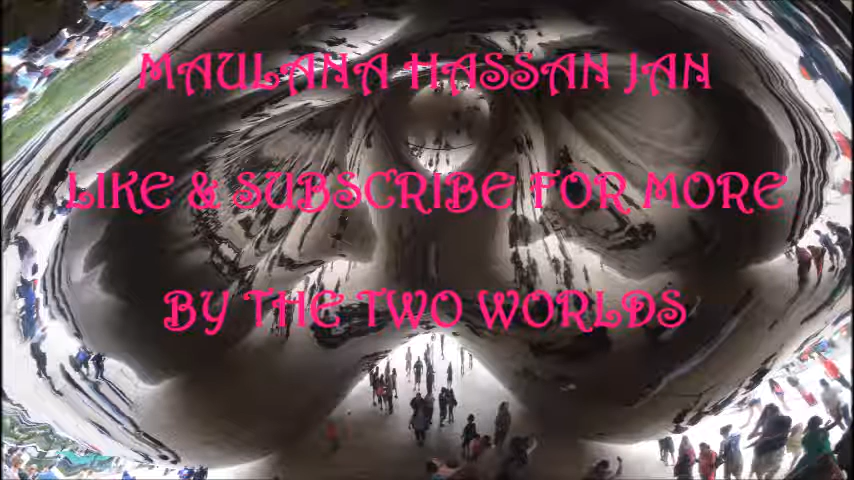 MAULANA HASSAN JAN
LIKE & SUBSCRIBE FOR MORE
BY THE TWO WORLDS